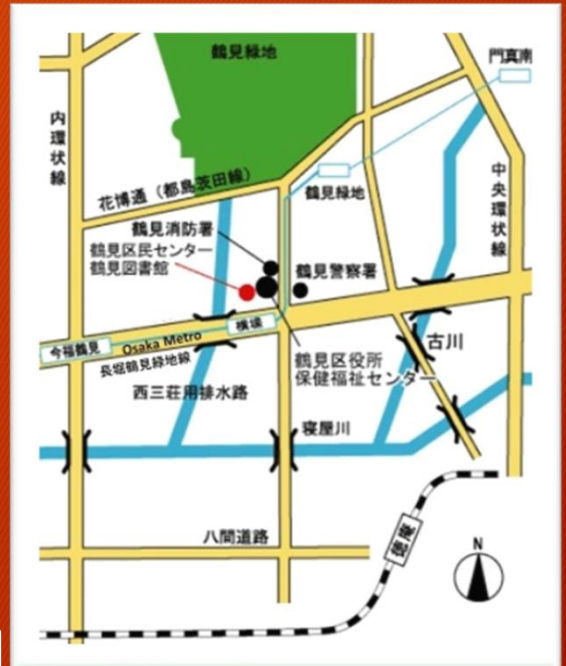 鶴見緑地
門真南
内環状線
花博通（都島茨田線）
鶴見緑地
中央環状線
鶴見消防署
鶴見区民センター
鶴見図書館
鶴見警察署
横堤
今福鶴見
Osaka Metro
長堀鶴見緑地線
古川
鶴見区役所
保健福祉センター
西三荘用排水路
寝屋川
八間道路
徳庵
N